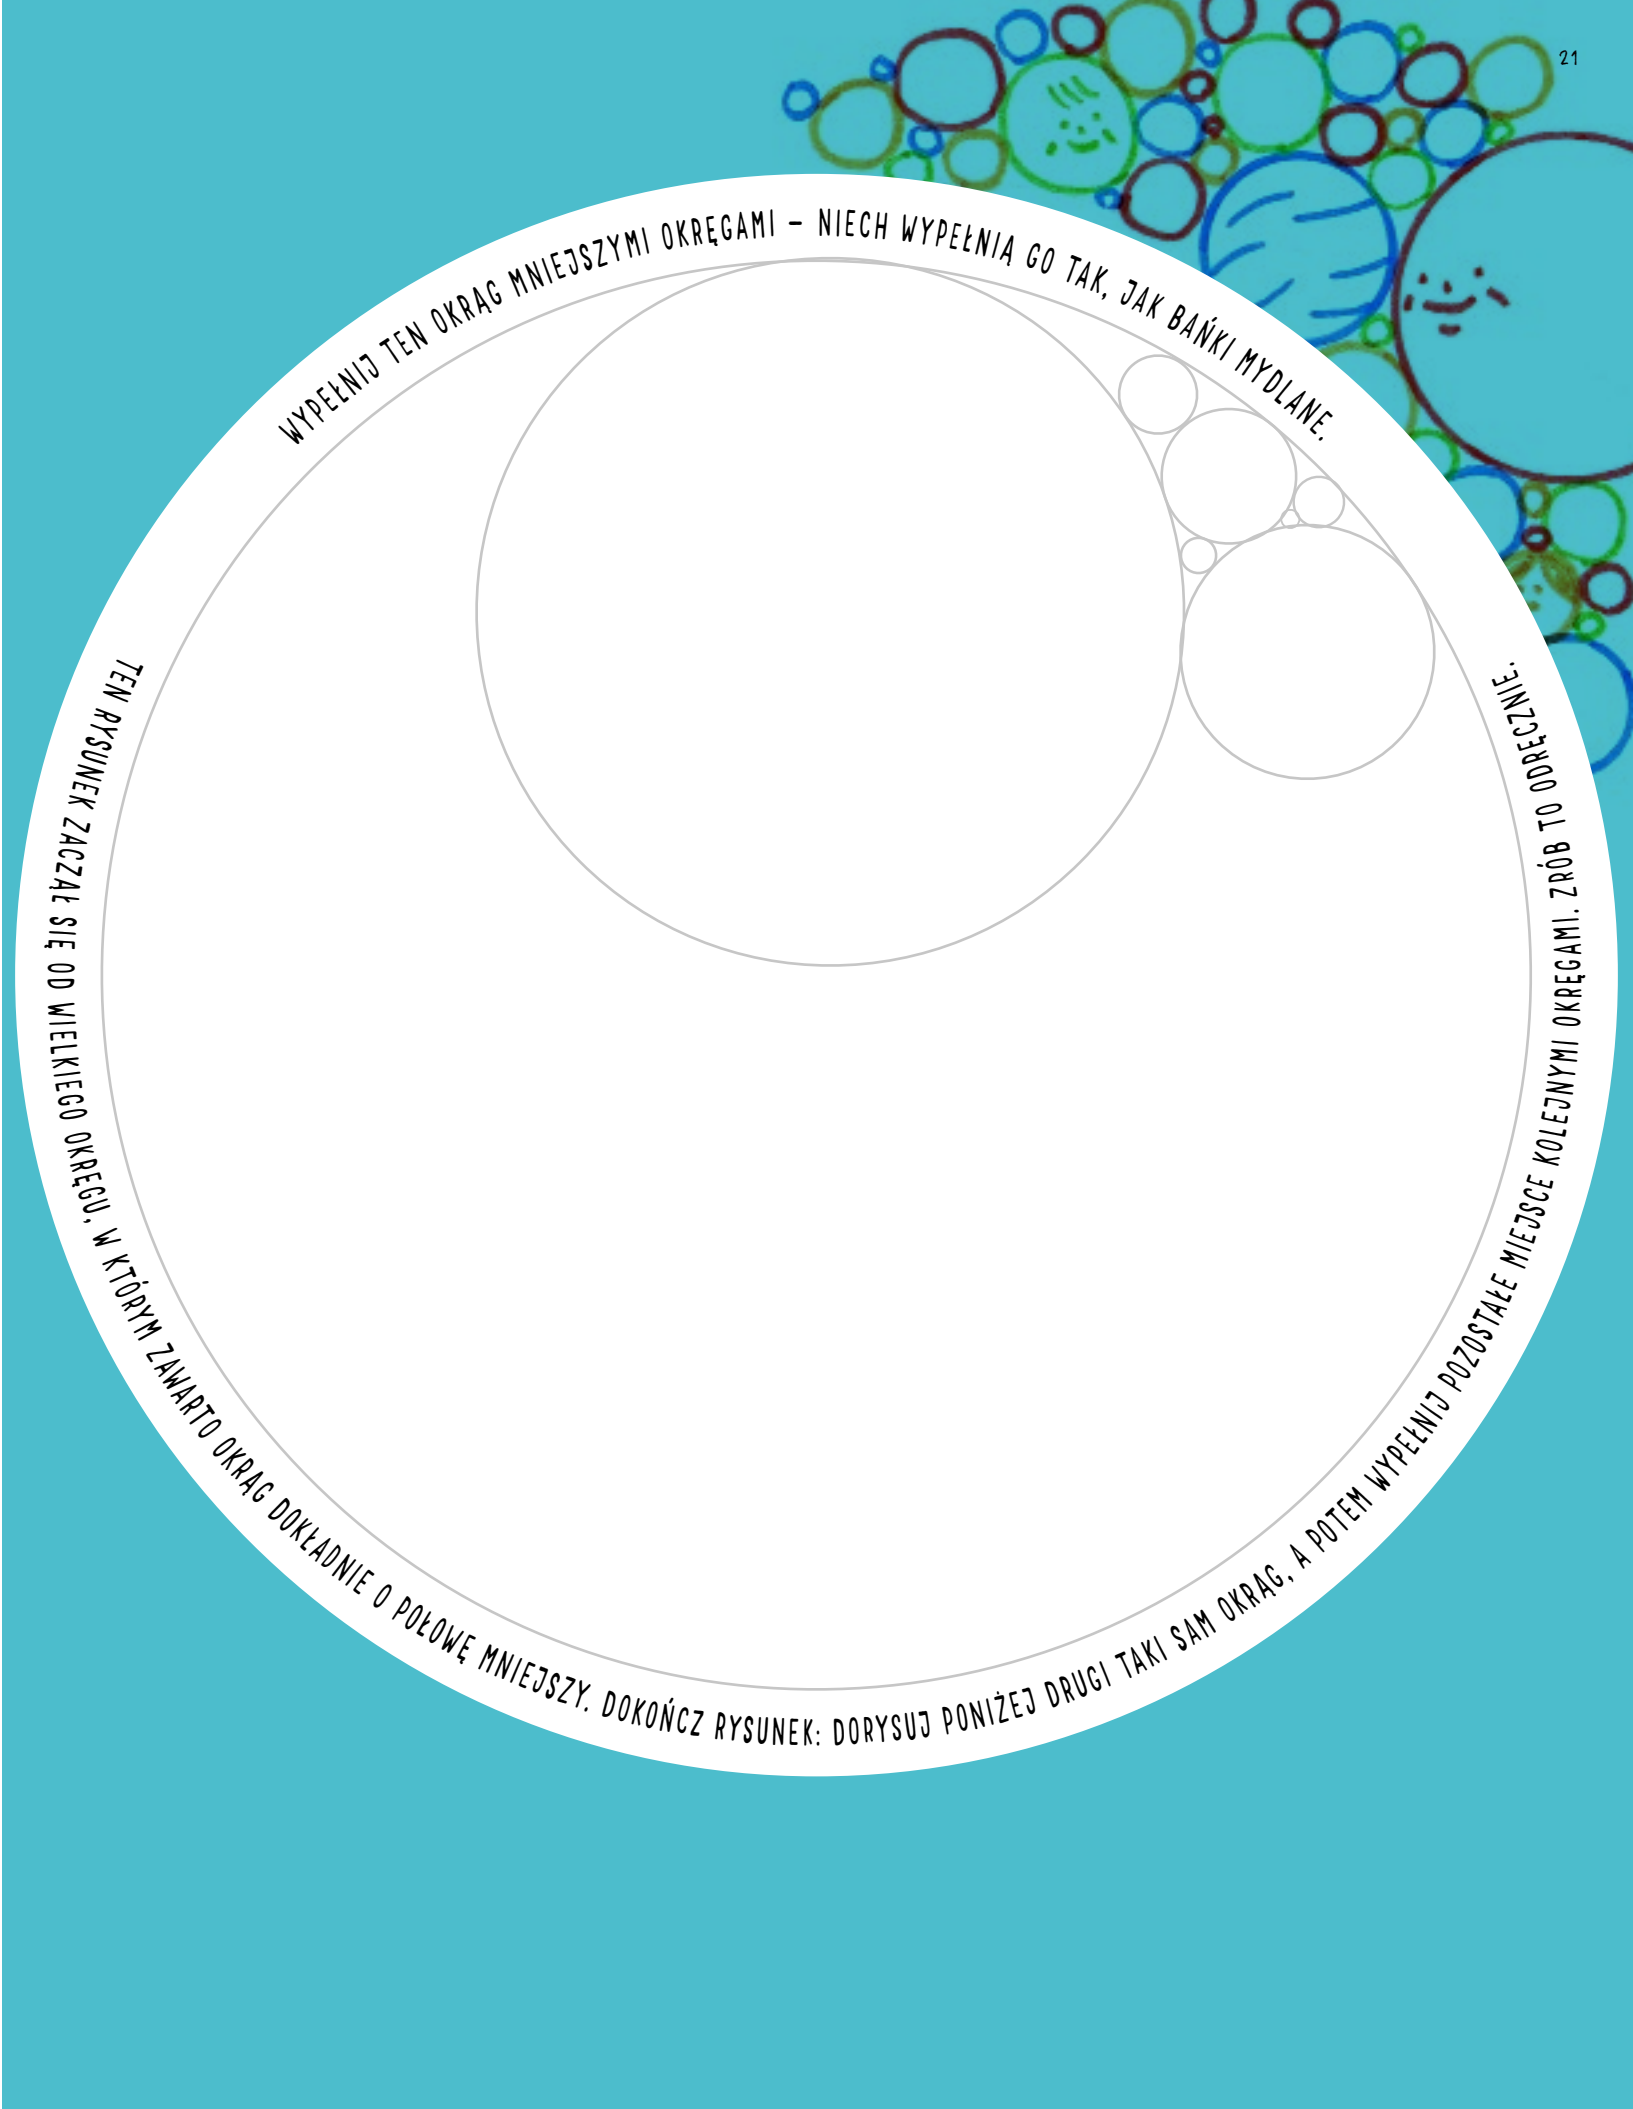 21
WYPEŁNIJ TEN OKRĄG MNIEJSZYMI OKRĘGAMI – NIECH WYPEŁNIĄ GO TAK, JAK BAŃKI MYDLANE.
TEN RYSUNEK ZACZĄŁ SIĘ OD WIELKIEGO OKRĘGU, W KTÓRYM ZAWARTO OKRĄG DOKŁADNIE O POŁOWĘ MNIEJSZY. DOKOŃCZ RYSUNEK: DORYSUJ PONIŻEJ DRUGI TAKI SAM OKRĄG, A POTEM WYPEŁNIJ POZOSTAŁE MIEJSCE KOLEJNYMI OKRĘGAMI. ZRÓB TO ODRĘCZNIE.